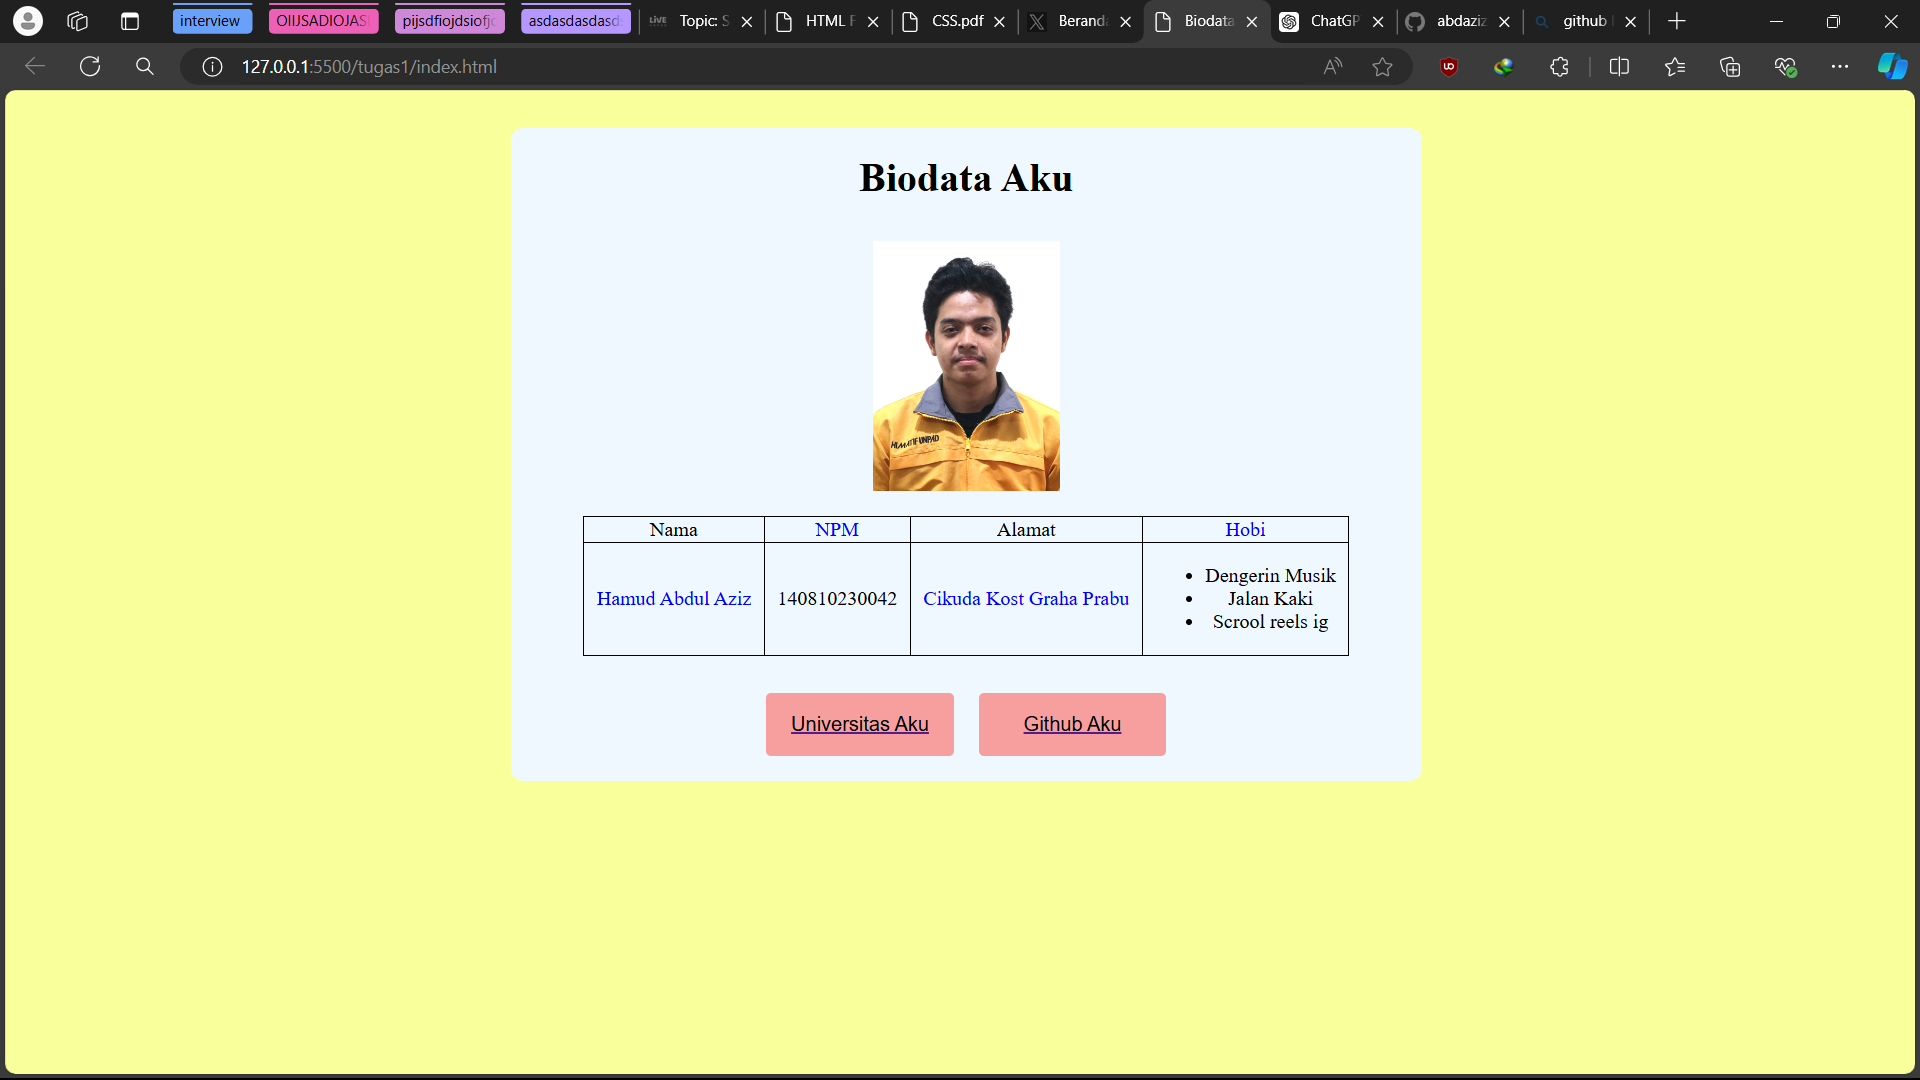 interview
OIIJSADIOJAS
pijsdfiojdsiofjc
asdasdasdasd
LIVE
Topic: S
HTML F
CSS.pdf
X
Beranda
Biodata
ChatGP
abdaziz
github
127.0.0.1:5500/tugas1/index.html
Biodata Aku
HIMATIF UNPAD
Nama NPM Alamat Hobi
Hamud Abdul Aziz 140810230042 Cikuda Kost Graha Prabu
• Dengerin Musik
• Jalan Kaki
• Scrool reels ig
Universitas Aku Github Aku